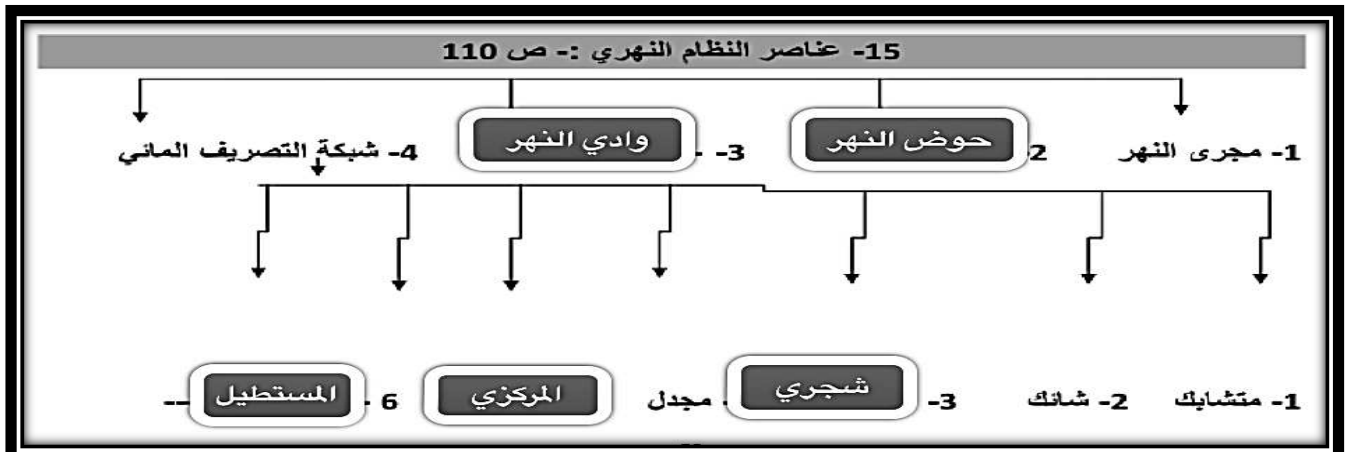 15- عناصر النظام النهري :- ص 110
1- مجرى النهر 2- حوض النهر 3- - وادي النهر 4- شبكة التصريف المائي
1- متشابك 2- شائك 3- شجري - مجدل المركزي 6 - المستطيل --